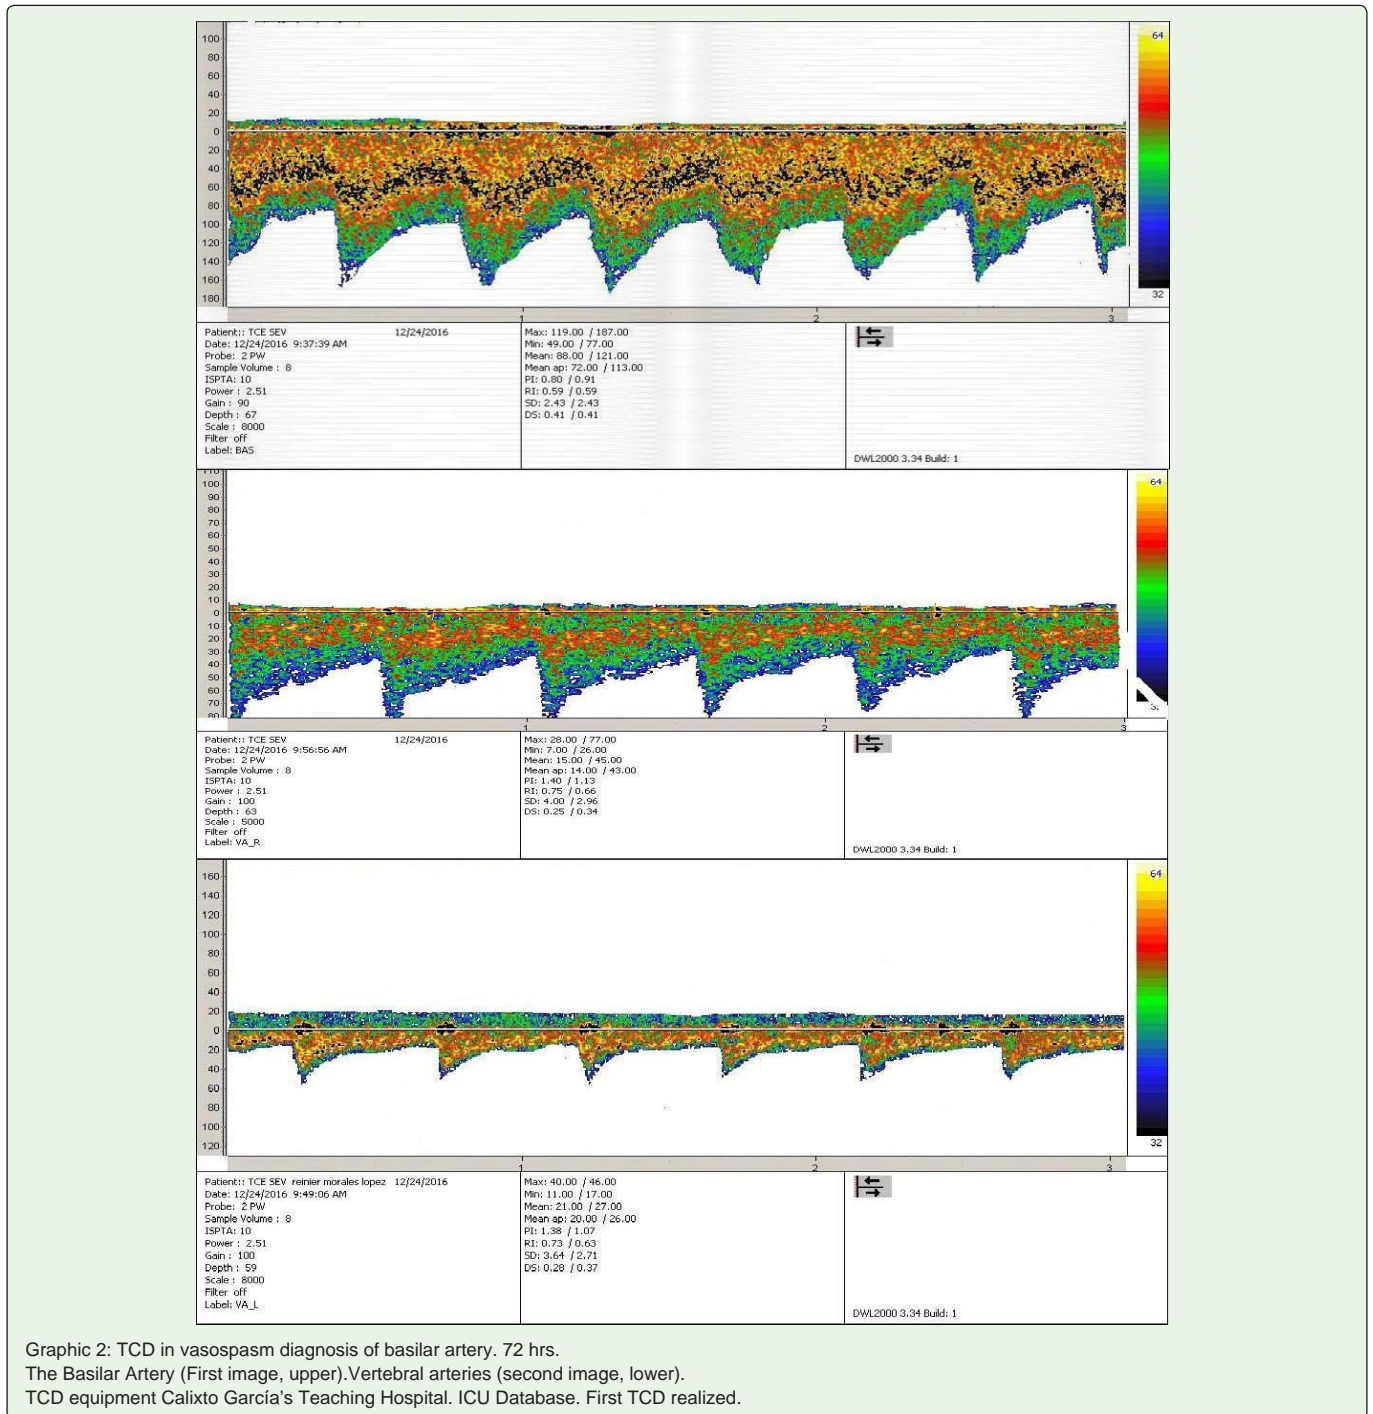 100
80
60
40
20
0
20
40
60
80
100
120
140
160
180
64
32
1 2 3
Patient:: TCE SEV 12/24/2016
Date: 12/24/2016 9:37:39 AM
Probe: 2 PW
Sample Volume : 8
ISPTA: 10
Power : 2.51
Gain : 90
Depth : 67
Scale : 8000
Filter off
Label: BAS
Max: 119.00 / 187.00
Min: 49.00 / 77.00
Mean: 88.00 / 121.00
Mean ap: 72.00 / 113.00
PI: 0.80 / 0.91
RI: 0.59 / 0.59
SD: 2.43 / 2.43
DS: 0.41 / 0.41
DWL2000 3.34 Build: 1
110
100
90
80
70
60
50
40
30
20
10
0
10
20
30
40
50
60
70
80
64
1 2 3
Patient:: TCE SEV 12/24/2016
Date: 12/24/2016 9:56:56 AM
Probe: 2 PW
Sample Volume : 8
ISPTA: 10
Power : 2.51
Gain : 100
Depth : 63
Scale : 5000
Filter off
Label: VA_R
Max: 28.00 / 77.00
Min: 7.00 / 26.00
Mean: 15.00 / 45.00
Mean ap: 14.00 / 43.00
PI: 1.40 / 1.13
RI: 0.75 / 0.66
SD: 4.00 / 2.96
DS: 0.25 / 0.34
DWL2000 3.34 Build: 1
160
140
120
100
80
60
40
20
0
20
40
60
80
100
120
64
32
1 2 3
Patient:: TCE SEV reinier morales lopez 12/24/2016
Date: 12/24/2016 9:49:06 AM
Probe: 2 PW
Sample Volume : 8
ISPTA: 10
Power : 2.51
Gain : 100
Depth : 59
Scale : 8000
Filter off
Label: VA_L
Max: 40.00 / 46.00
Min: 11.00 / 17.00
Mean: 21.00 / 27.00
Mean ap: 20.00 / 26.00
PI: 1.38 / 1.07
RI: 0.73 / 0.63
SD: 3.64 / 2.71
DS: 0.28 / 0.37
DWL2000 3.34 Build: 1
Graphic 2: TCD in vasospasm diagnosis of basilar artery. 72 hrs.
The Basilar Artery (First image, upper).Vertebral arteries (second image, lower).
TCD equipment Calixto García’s Teaching Hospital. ICU Database. First TCD realized.